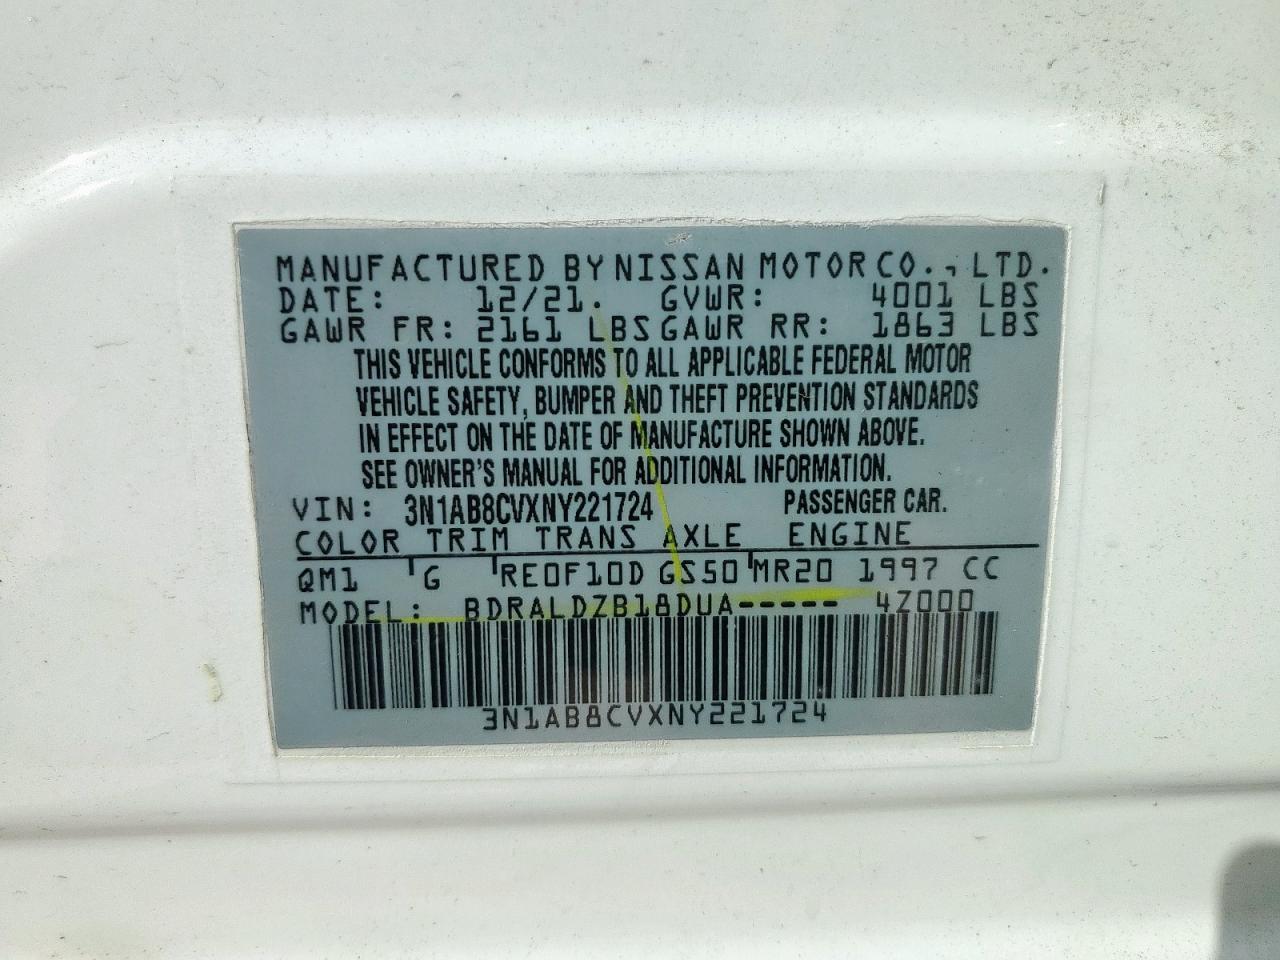 MANUFACTURED BY NISSAN MOTOR CO., LTD.
DATE: 12/21. GVWR: 4001 LBS
GAWR FR: 2161 LBS GAWR RR: 1863 LBS
THIS VEHICLE CONFORMS TO ALL APPLICABLE FEDERAL MOTOR
VEHICLE SAFETY, BUMPER AND THEFT PREVENTION STANDARDS
IN EFFECT ON THE DATE OF MANUFACTURE SHOWN ABOVE.
SEE OWNER'S MANUAL FOR ADDITIONAL INFORMATION.
VIN: 3N1AB8CVXNY221724 PASSENGER CAR.
COLOR TRIM TRANS AXLE ENGINE
QM1 G RE0F10D GS50 MR20 1997 CC
MODEL: BDRALDZB18DUA----- 4Z000
3N1AB8CVXNY221724